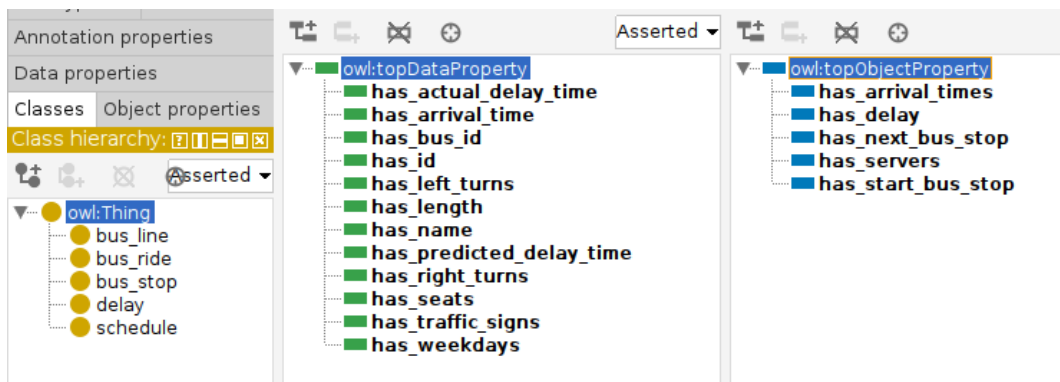 Annotation properties
Data properties
Classes Object properties
Class hierarchy:
Asserted
owl:Thing
bus_line
bus_ride
bus_stop
delay
schedule
Asserted
owl:topDataProperty
has_actual_delay_time
has_arrival_time
has_bus_id
has_id
has_left_turns
has_length
has_name
has_predicted_delay_time
has_right_turns
has_seats
has_traffic_signs
has_weekdays
owl:topObjectProperty
has_arrival_times
has_delay
has_next_bus_stop
has_servers
has_start_bus_stop